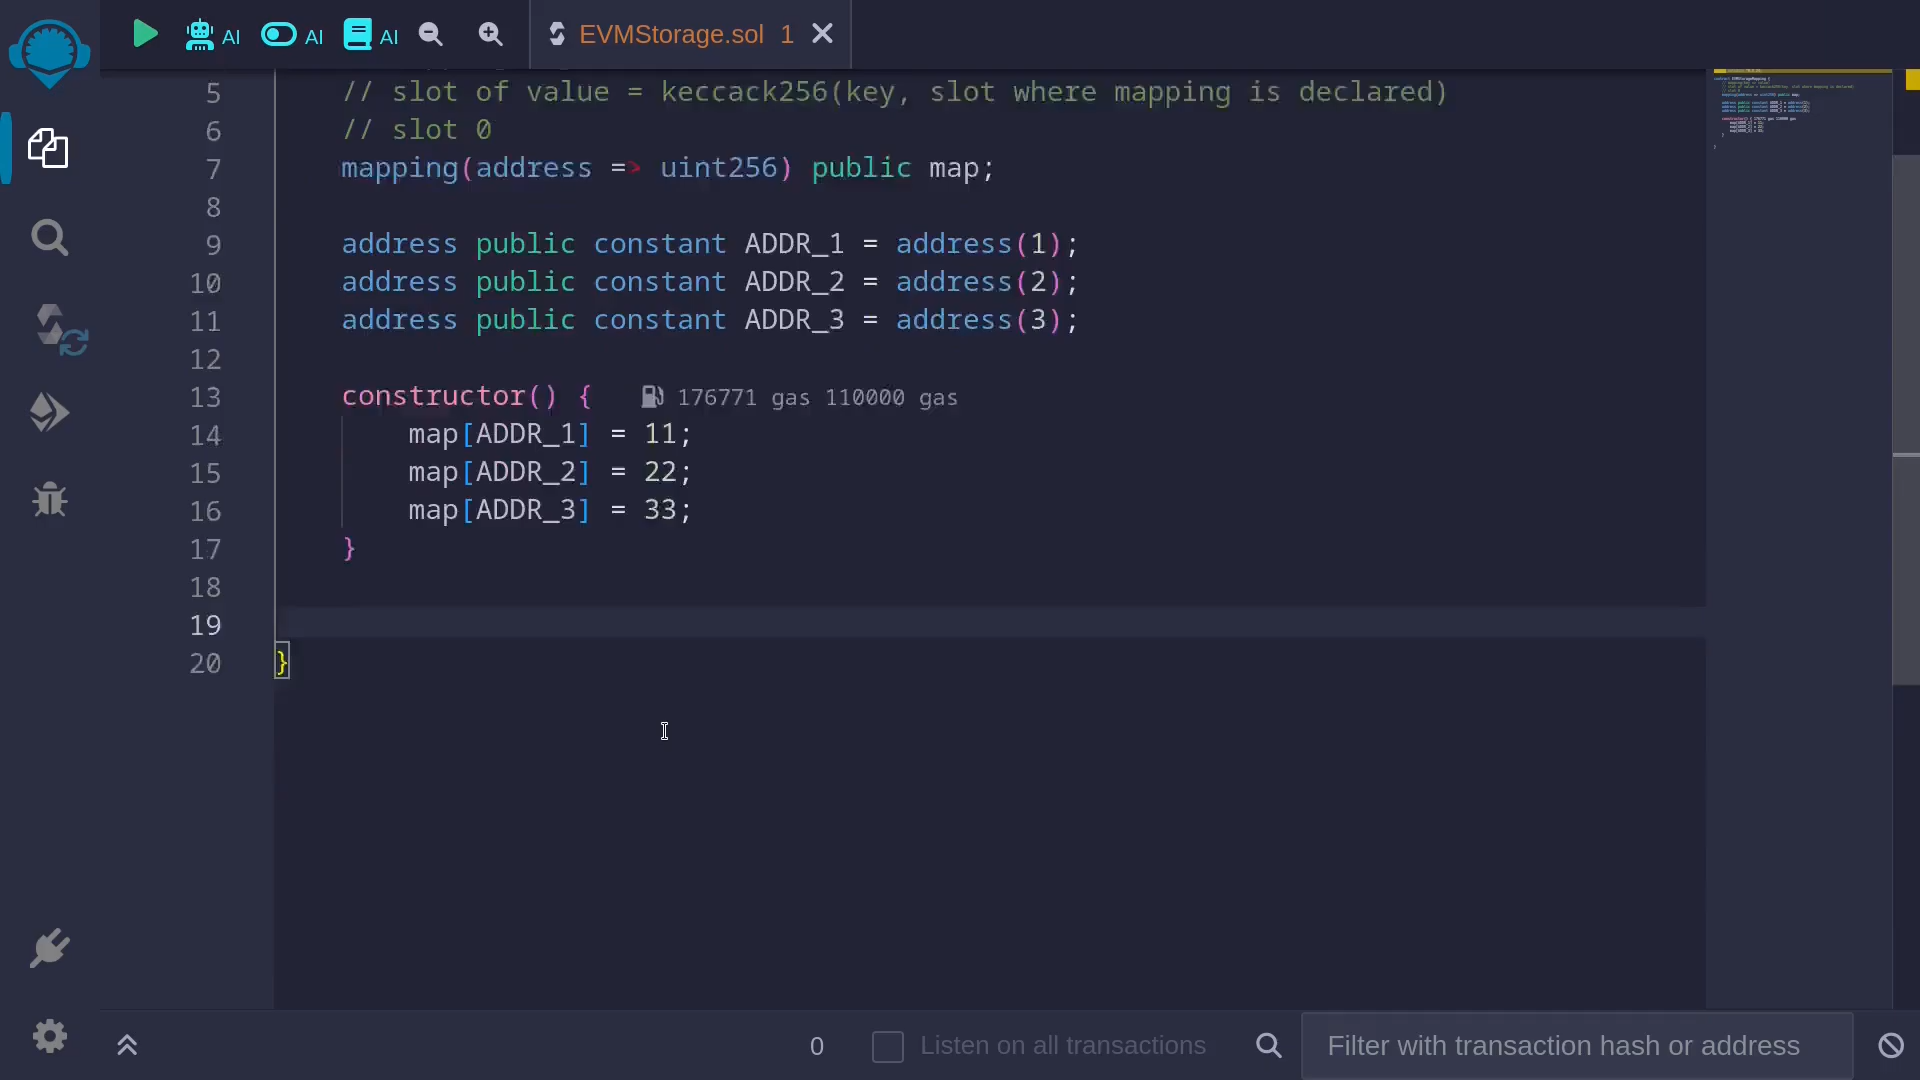 AI AI AI EVMStorage.sol 1
5 // slot of value = keccack256(key, slot where mapping is declared)
6 // slot 0
7 mapping(address => uint256) public map;
8
9 address public constant ADDR_1 = address(1);
10 address public constant ADDR_2 = address(2);
11 address public constant ADDR_3 = address(3);
12
13 constructor() { 176771 gas 110000 gas
14 map[ADDR_1] = 11;
15 map[ADDR_2] = 22;
16 map[ADDR_3] = 33;
17 }
18
19
20 }
0 Listen on all transactions Filter with transaction hash or address